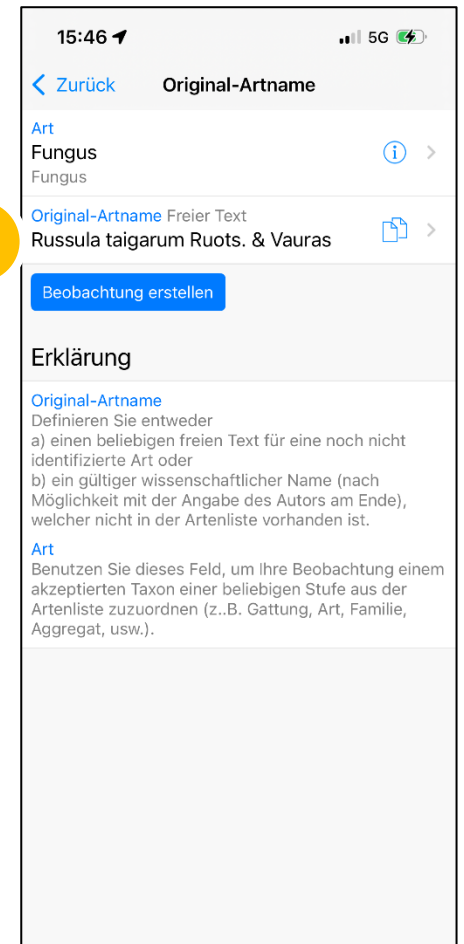 15:46 5G
Zurück Original-Artname
Art
Fungus
Fungus
Original-Artname Freier Text
Russula taigarum Ruots. & Vauras
Beobachtung erstellen
Erklärung
Original-Artname
Definieren Sie entweder
a) einen beliebigen freien Text für eine noch nicht
identifizierte Art oder
b) ein gültiger wissenschaftlicher Name (nach
Möglichkeit mit der Angabe des Autors am Ende),
welcher nicht in der Artenliste vorhanden ist.
Art
Benutzen Sie dieses Feld, um Ihre Beobachtung einem
akzeptierten Taxon einer beliebigen Stufe aus der
Artenliste zuzuordnen (z..B. Gattung, Art, Familie,
Aggregat, usw.).